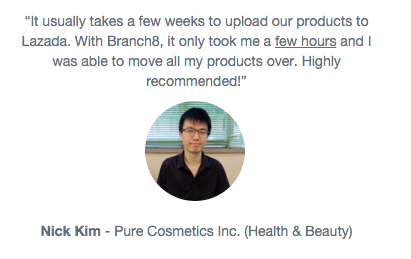 “It usually takes a few weeks to upload our products to
Lazada. With Branch8, it only took me a few hours and I
was able to move all my products over. Highly
recommended!”
Nick Kim - Pure Cosmetics Inc. (Health & Beauty)